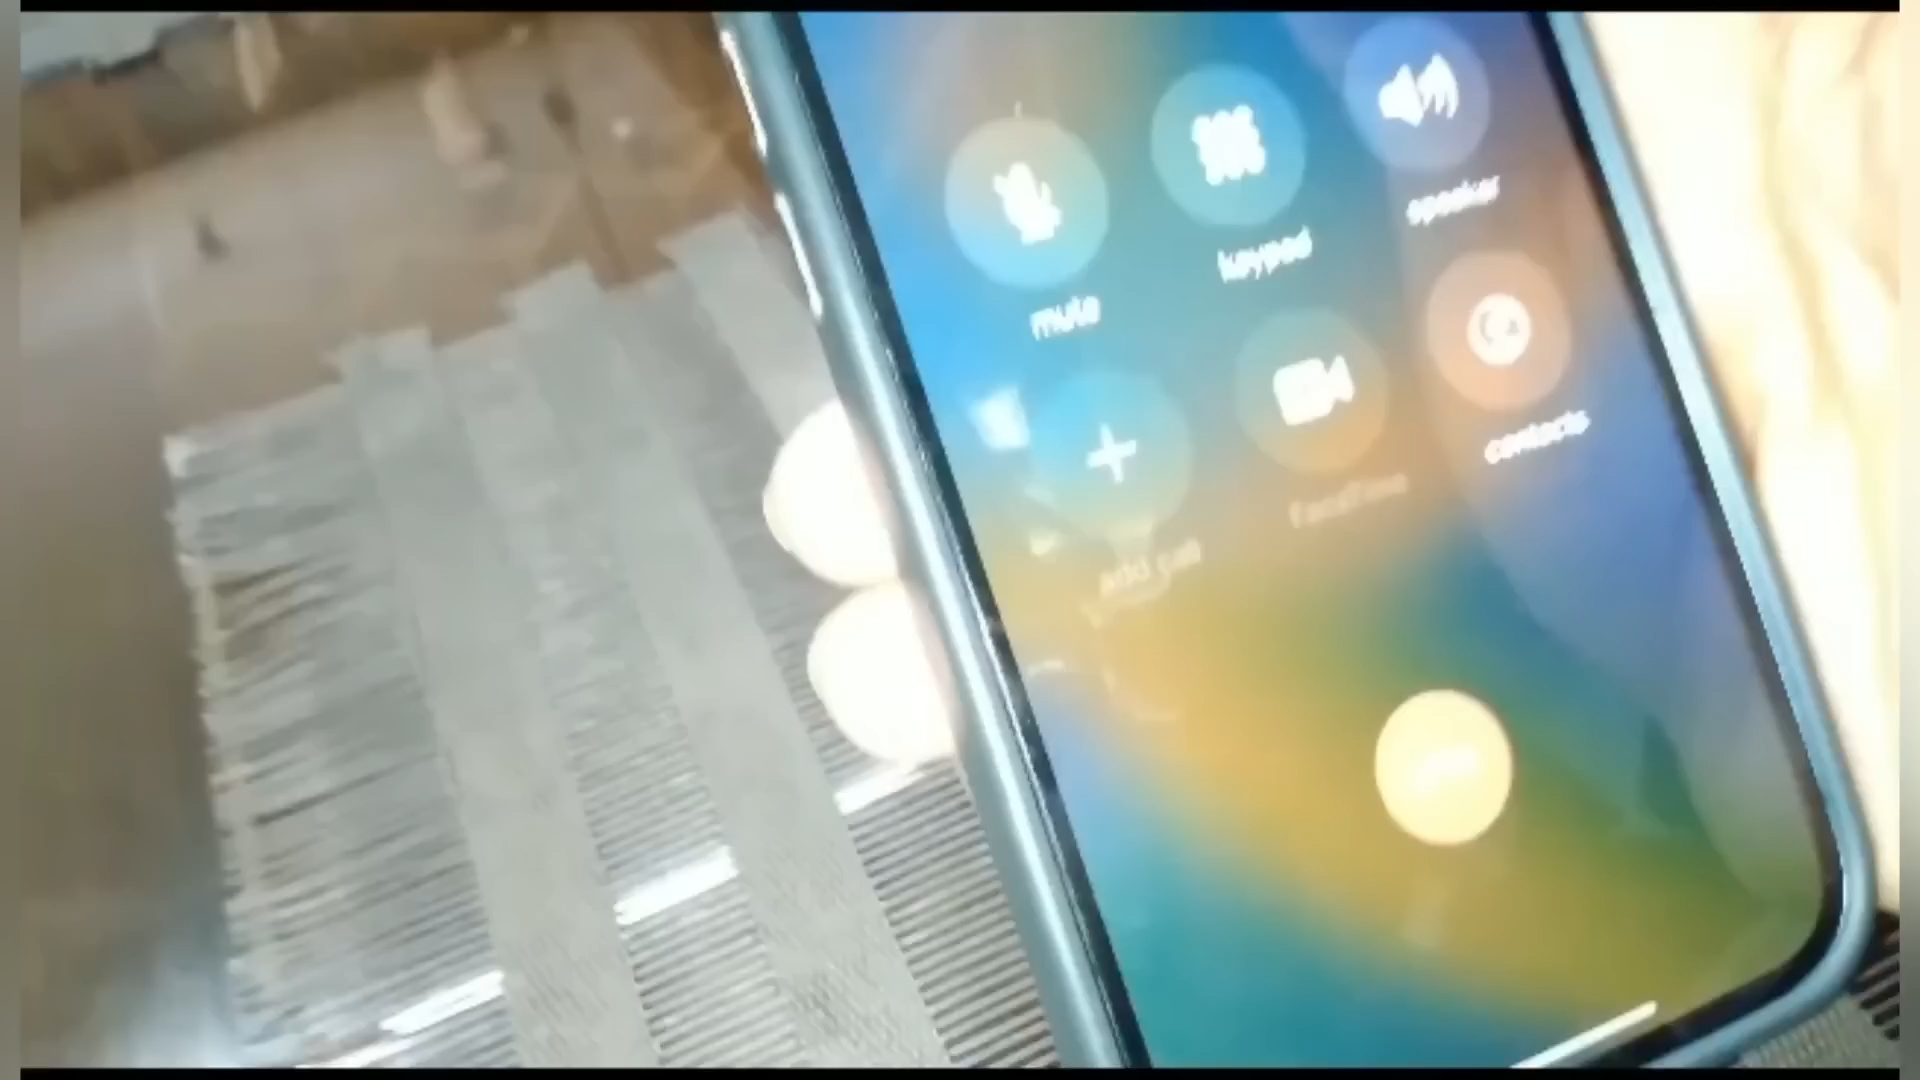 mute
keypad
speaker
add call
FaceTime
contacts